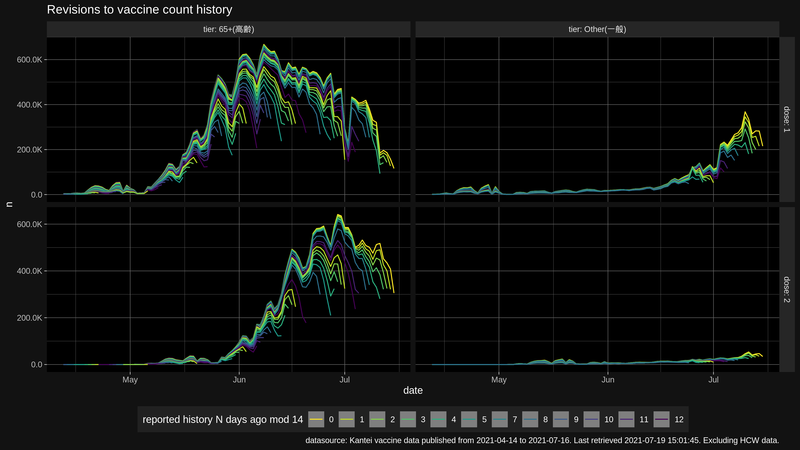 Revisions to vaccine count history
tier: 65+(高齢)
tier: Other(一般)
600.0K
400.0K
200.0K
0.0
dose: 1
n
600.0K
400.0K
200.0K
0.0
dose: 2
May
Jun
Jul
May
Jun
Jul
date
reported history N days ago mod 14
0
1
2
3
4
5
7
8
9
10
11
12
datasource: Kantei vaccine data published from 2021-04-14 to 2021-07-16. Last retrieved 2021-07-19 15:01:45. Excluding HCW data.